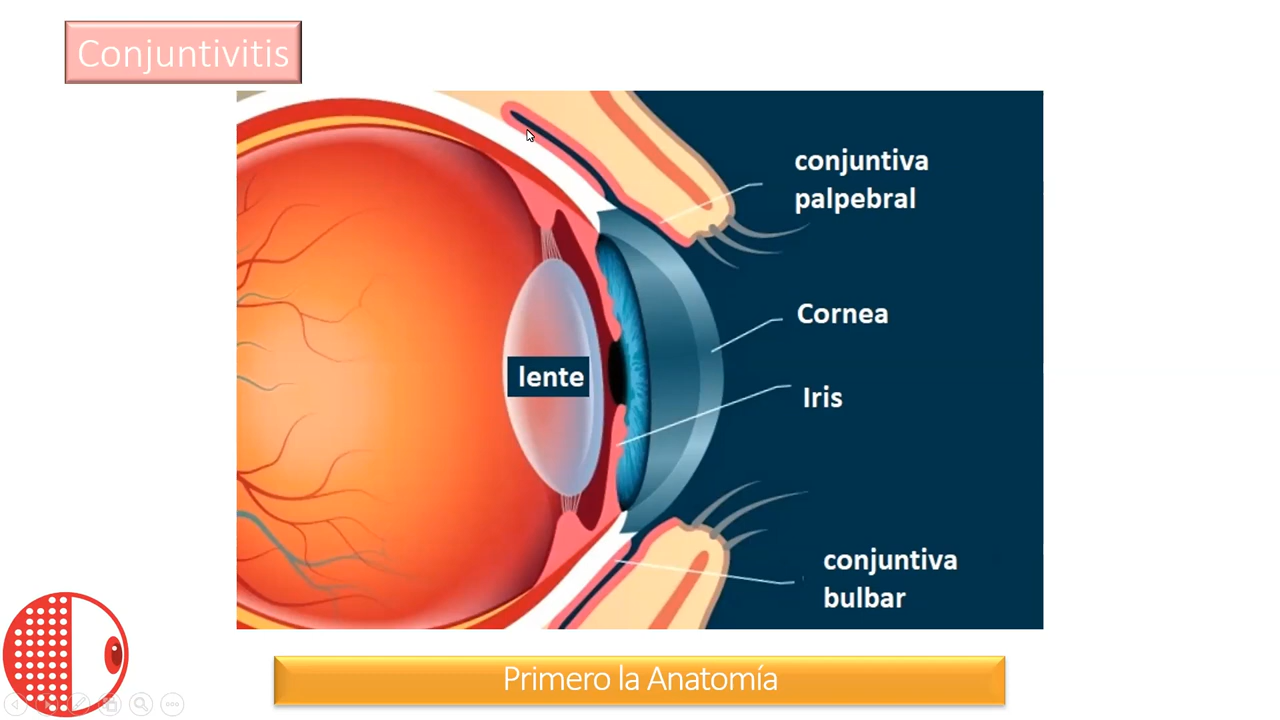 Conjuntivitis
conjuntiva
palpebral
Cornea
lente
Iris
conjuntiva
bulbar
Primero la Anatomía